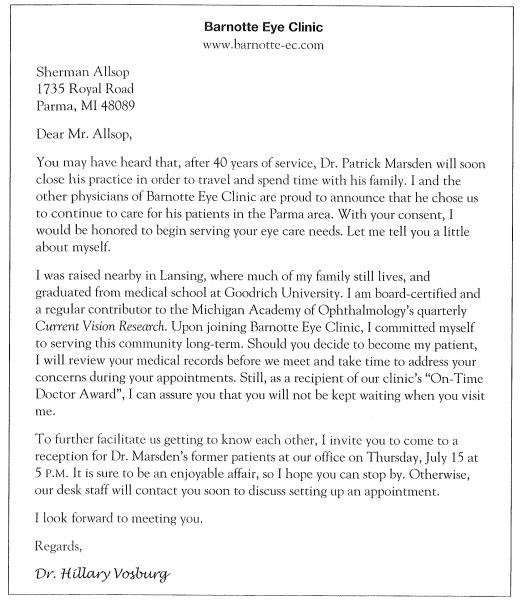 Barnotte Eye Clinic
www.barnotte-ec.com
Sherman Allsop
1735 Royal Road
Parma, MI 48089
Dear Mr. Allsop,
You may have heard that, after 40 years of service, Dr. Patrick Marsden will soon
close his practice in order to travel and spend time with his family. I and the
other physicians of Barnotte Eye Clinic are proud to announce that he chose us
to continue to care for his patients in the Parma area. With your consent, I
would be honored to begin serving your eye care needs. Let me tell you a little
about myself.
I was raised nearby in Lansing, where much of my family still lives, and
graduated from medical school at Goodrich University. I am board-certified and
a regular contributor to the Michigan Academy of Ophthalmology's quarterly
Current Vision Research. Upon joining Barnotte Eye Clinic, I committed myself
to serving this community long-term. Should you decide to become my patient,
I will review your medical records before we meet and take time to address your
concerns during your appointments. Still, as a recipient of our clinic's “On-Time
Doctor Award”, I can assure you that you will not be kept waiting when you visit
me.
To further facilitate us getting to know each other, I invite you to come to a
reception for Dr. Marsden's former patients at our office on Thursday, July 15 at
5 P.M. It is sure to be an enjoyable affair, so I hope you can stop by. Otherwise,
our desk staff will contact you soon to discuss setting up an appointment.
I look forward to meeting you.
Regards,
Dr. Hillary Vosburg